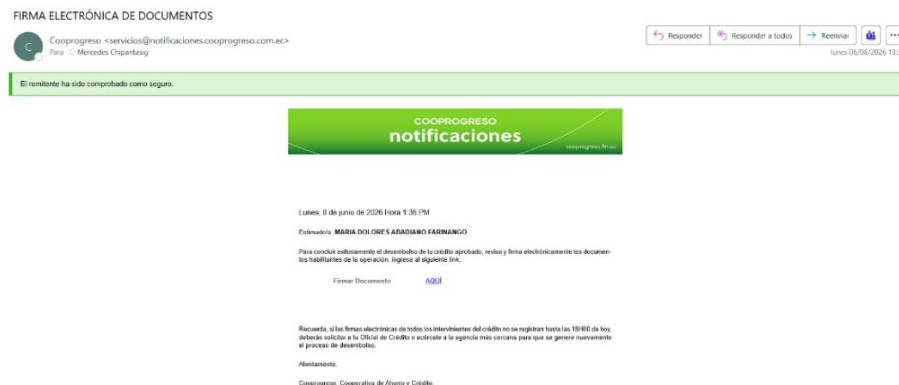 FIRMA ELECTRÓNICA DE DOCUMENTOS
C
Cooprogreso <servicios@notificaciones.cooprogreso.com.ec>
Para Mercedes Chipantasig
Responder
Responder a todos
Reenviar
lunes 06/08/2026 13:3
El remitente ha sido comprobado como seguro.
COOPROGRESO
notificaciones
cooprogreso.fin.ec
Lunes, 8 de junio de 2026 Hora 1:36 PM
Estimado/a MARIA DOLORES ABADIANO FARINANGO
Para concluir exitosamente el desembolso de tu crédito aprobado, revisa y firma electrónicamente los documen-
tos habilitantes de la operación. Ingresa al siguiente link:
Firmar Documento AQUÍ
Recuerda, si las firmas electrónicas de todos los intervinientes del crédito no se registran hasta las 19H00 de hoy,
deberás solicitar a tu Oficial de Crédito o acércate a la agencia más cercana para que se genere nuevamente
el proceso de desembolso.
Atentamente,
Cooprogreso, Cooperativa de Ahorro y Crédito.